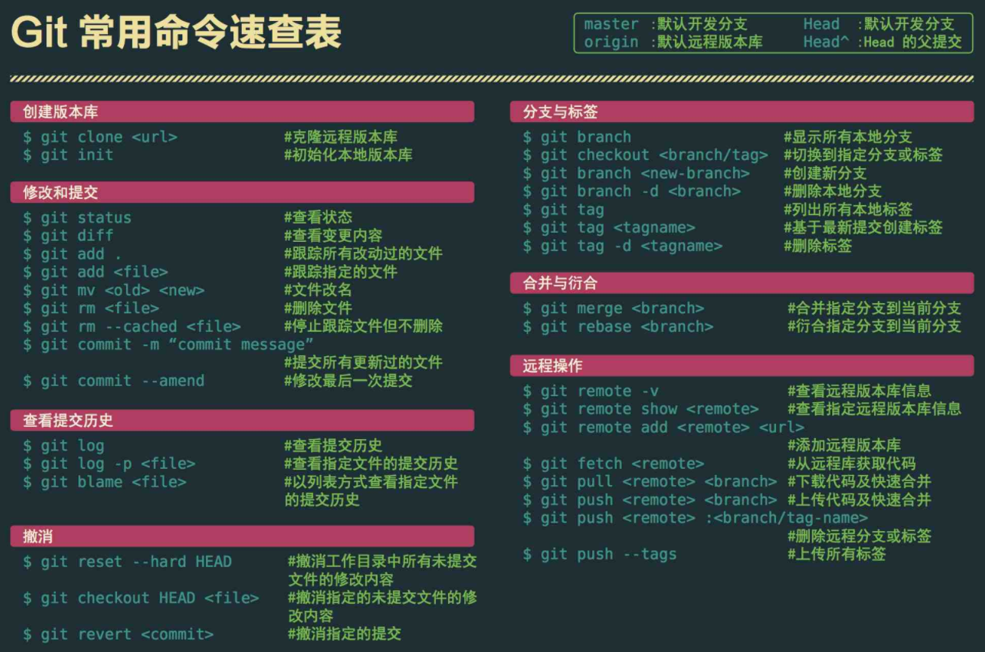 Git 常用命令速查表
master :默认开发分支 Head :默认开发分支
origin :默认远程版本库 Head^ :Head 的父提交
创建版本库
$ git clone <url> #克隆远程版本库
$ git init #初始化本地版本库
修改和提交
$ git status #查看状态
$ git diff #查看变更内容
$ git add . #跟踪所有改动过的文件
$ git add <file> #跟踪指定的文件
$ git mv <old> <new> #文件改名
$ git rm <file> #删除文件
$ git rm --cached <file> #停止跟踪文件但不删除
$ git commit -m “commit message”
#提交所有更新过的文件
$ git commit --amend #修改最后一次提交
查看提交历史
$ git log #查看提交历史
$ git log -p <file> #查看指定文件的提交历史
$ git blame <file> #以列表方式查看指定文件
的提交历史
撤消
$ git reset --hard HEAD #撤消工作目录中所有未提交
文件的修改内容
$ git checkout HEAD <file> #撤消指定的未提交文件的修
改内容
$ git revert <commit> #撤消指定的提交
分支与标签
$ git branch #显示所有本地分支
$ git checkout <branch/tag> #切换到指定分支或标签
$ git branch <new-branch> #创建新分支
$ git branch -d <branch> #删除本地分支
$ git tag #列出所有本地标签
$ git tag <tagname> #基于最新提交创建标签
$ git tag -d <tagname> #删除标签
合并与衍合
$ git merge <branch> #合并指定分支到当前分支
$ git rebase <branch> #衍合指定分支到当前分支
远程操作
$ git remote -v #查看远程版本库信息
$ git remote show <remote> #查看指定远程版本库信息
$ git remote add <remote> <url>
#添加远程版本库
$ git fetch <remote> #从远程库获取代码
$ git pull <remote> <branch> #下载代码及快速合并
$ git push <remote> <branch> #上传代码及快速合并
$ git push <remote> :<branch/tag-name>
#删除远程分支或标签
$ git push --tags #上传所有标签